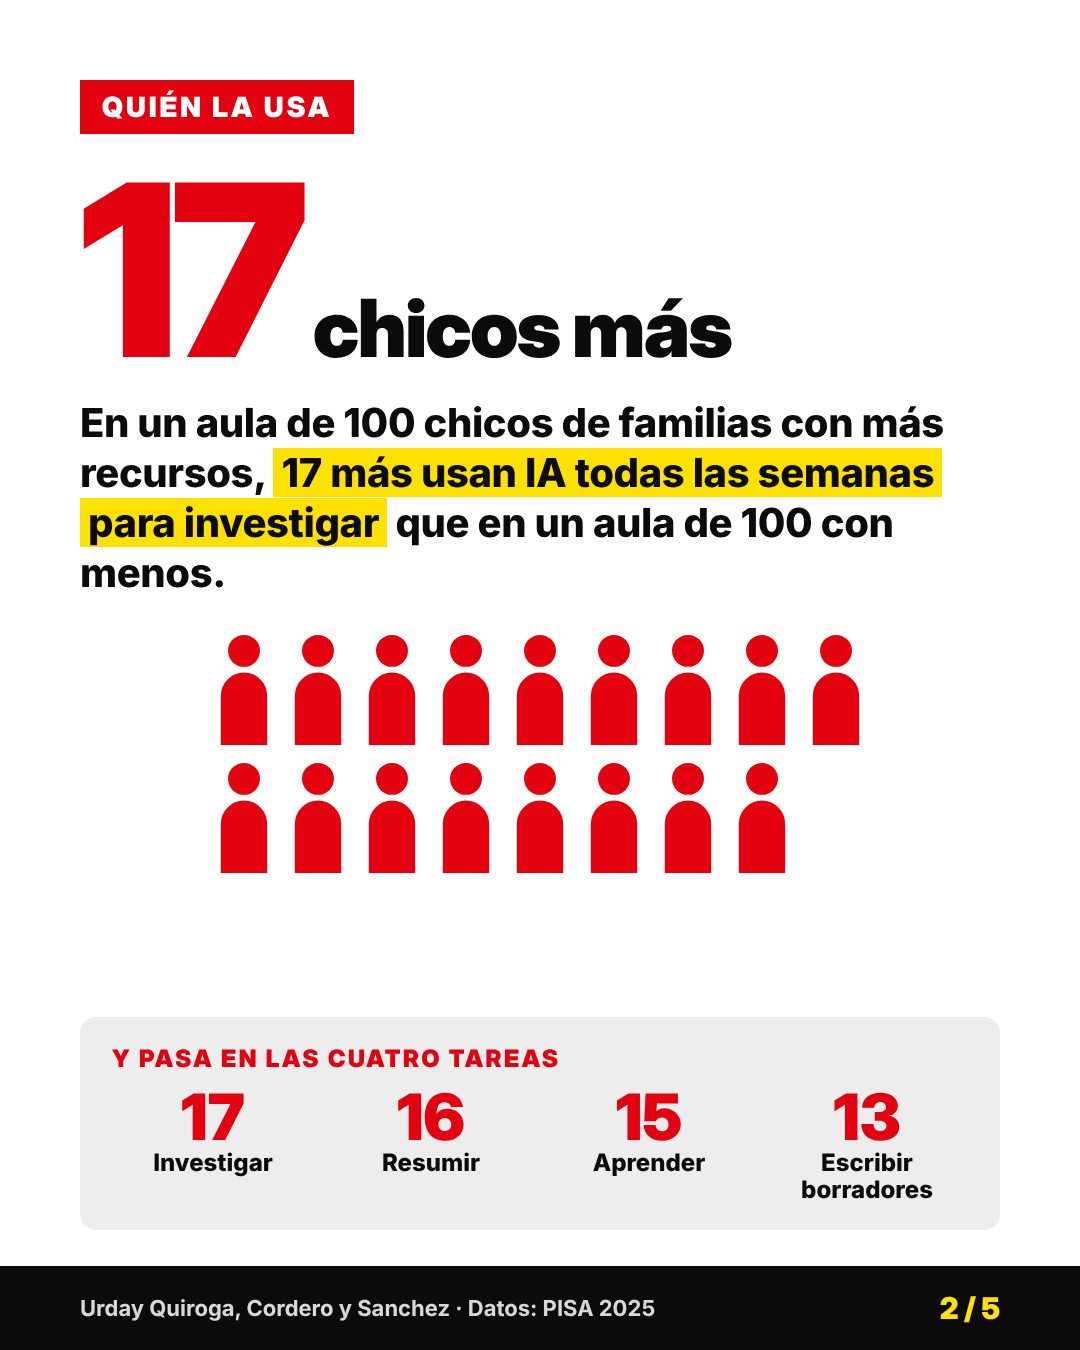 QUIÉN LA USA
17 chicos más
En un aula de 100 chicos de familias con más
recursos, 17 más usan IA todas las semanas
para investigar que en un aula de 100 con
menos.
Y PASA EN LAS CUATRO TAREAS
17 16 15 13
Investigar Resumir Aprender Escribir
borradores
Urday Quiroga, Cordero y Sanchez · Datos: PISA 2025
2 / 5